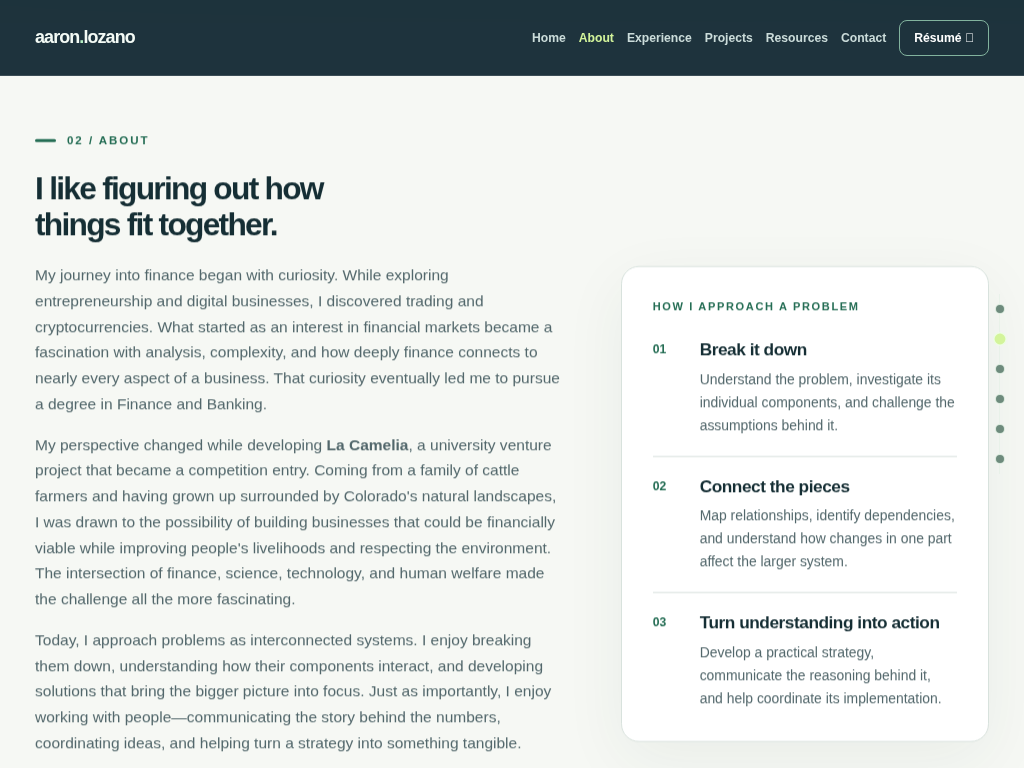 aaron.lozano
Home About Experience Projects Resources Contact Résumé
02 / ABOUT
I like figuring out how
things fit together.
My journey into finance began with curiosity. While exploring
entrepreneurship and digital businesses, I discovered trading and
cryptocurrencies. What started as an interest in financial markets became a
fascination with analysis, complexity, and how deeply finance connects to
nearly every aspect of a business. That curiosity eventually led me to pursue
a degree in Finance and Banking.
My perspective changed while developing La Camelia, a university venture
project that became a competition entry. Coming from a family of cattle
farmers and having grown up surrounded by Colorado's natural landscapes,
I was drawn to the possibility of building businesses that could be financially
viable while improving people's livelihoods and respecting the environment.
The intersection of finance, science, technology, and human welfare made
the challenge all the more fascinating.
Today, I approach problems as interconnected systems. I enjoy breaking
them down, understanding how their components interact, and developing
solutions that bring the bigger picture into focus. Just as importantly, I enjoy
working with people—communicating the story behind the numbers,
coordinating ideas, and helping turn a strategy into something tangible.
HOW I APPROACH A PROBLEM
01 Break it down
Understand the problem, investigate its
individual components, and challenge the
assumptions behind it.
02 Connect the pieces
Map relationships, identify dependencies,
and understand how changes in one part
affect the larger system.
03 Turn understanding into action
Develop a practical strategy,
communicate the reasoning behind it,
and help coordinate its implementation.